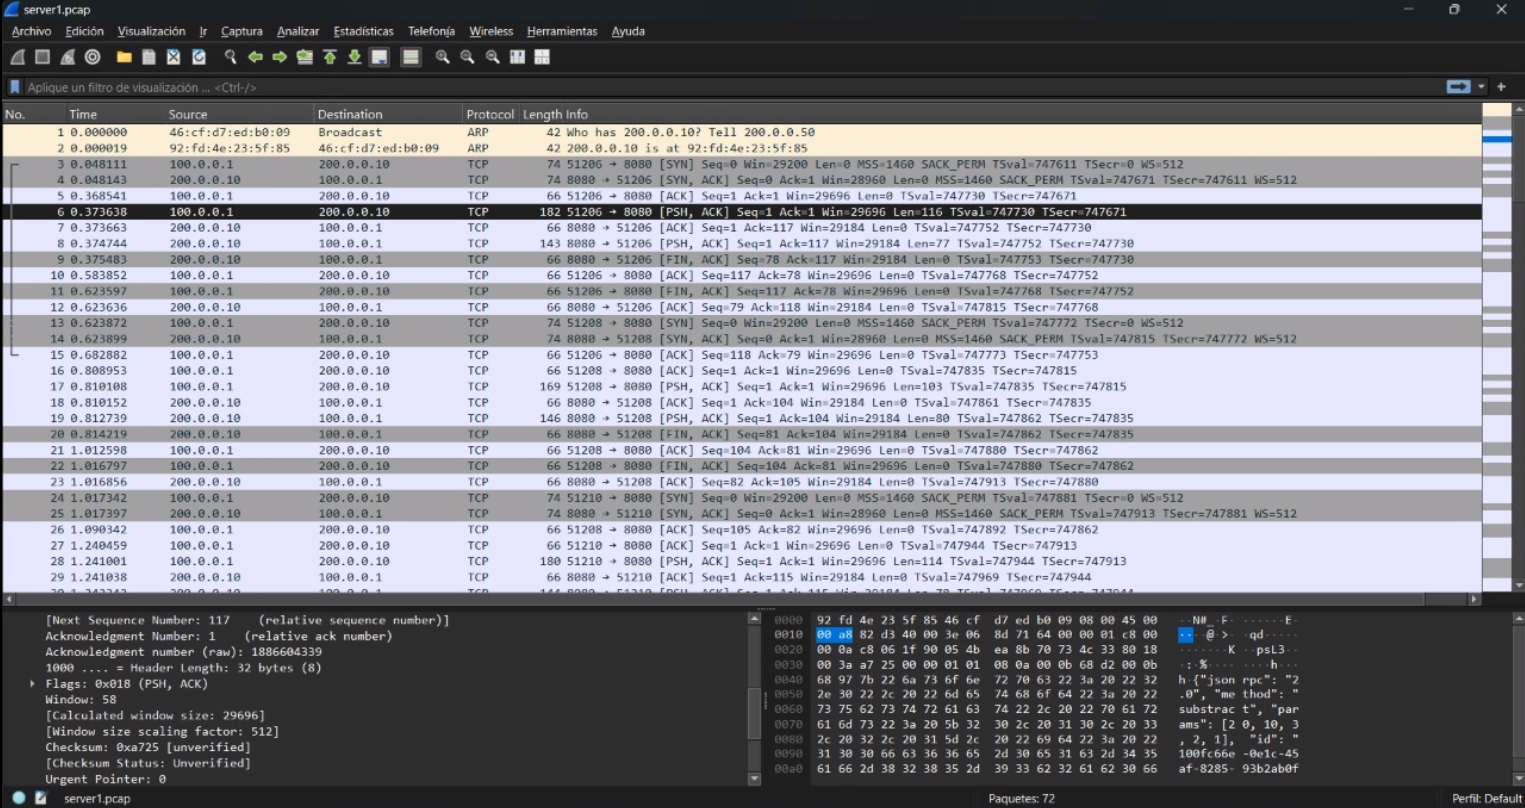 server1.pcap
Archivo Edición Visualización Ir Captura Analizar Estadísticas Telefonía Wireless Herramientas Ayuda
Aplique un filtro de visualización ... <Ctrl-/>
No. Time Source Destination Protocol Length Info
1 0.000000 46:cf:d7:ed:b0:09 Broadcast ARP 42 Who has 200.0.0.10? Tell 200.0.0.50
2 0.000019 92:fd:4e:23:5f:85 46:cf:d7:ed:b0:09 ARP 42 200.0.0.10 is at 92:fd:4e:23:5f:85
3 0.048111 100.0.0.1 200.0.0.10 TCP 74 51206 → 8080 [SYN] Seq=0 Win=29200 Len=0 MSS=1460 SACK_PERM TSval=747611 TSecr=0 WS=512
4 0.048143 200.0.0.10 100.0.0.1 TCP 74 8080 → 51206 [SYN, ACK] Seq=0 Ack=1 Win=28960 Len=0 MSS=1460 SACK_PERM TSval=747671 TSecr=747611 WS=512
5 0.368541 100.0.0.1 200.0.0.10 TCP 66 51206 → 8080 [ACK] Seq=1 Ack=1 Win=29696 Len=0 TSval=747730 TSecr=747671
6 0.373638 100.0.0.1 200.0.0.10 TCP 182 51206 → 8080 [PSH, ACK] Seq=1 Ack=1 Win=29696 Len=116 TSval=747730 TSecr=747671
7 0.373663 200.0.0.10 100.0.0.1 TCP 66 8080 → 51206 [ACK] Seq=1 Ack=117 Win=29184 Len=0 TSval=747752 TSecr=747730
8 0.374744 200.0.0.10 100.0.0.1 TCP 143 8080 → 51206 [PSH, ACK] Seq=1 Ack=117 Win=29184 Len=77 TSval=747752 TSecr=747730
9 0.375483 200.0.0.10 100.0.0.1 TCP 66 8080 → 51206 [FIN, ACK] Seq=78 Ack=117 Win=29184 Len=0 TSval=747753 TSecr=747730
10 0.583852 100.0.0.1 200.0.0.10 TCP 66 51206 → 8080 [ACK] Seq=117 Ack=78 Win=29696 Len=0 TSval=747768 TSecr=747752
11 0.623597 100.0.0.1 200.0.0.10 TCP 66 51206 → 8080 [FIN, ACK] Seq=117 Ack=78 Win=29696 Len=0 TSval=747768 TSecr=747752
12 0.623636 200.0.0.10 100.0.0.1 TCP 66 8080 → 51206 [ACK] Seq=79 Ack=118 Win=29184 Len=0 TSval=747815 TSecr=747768
13 0.623872 100.0.0.1 200.0.0.10 TCP 74 51208 → 8080 [SYN] Seq=0 Win=29200 Len=0 MSS=1460 SACK_PERM TSval=747772 TSecr=0 WS=512
14 0.623899 200.0.0.10 100.0.0.1 TCP 74 8080 → 51208 [SYN, ACK] Seq=0 Ack=1 Win=28960 Len=0 MSS=1460 SACK_PERM TSval=747815 TSecr=747772 WS=512
15 0.682882 100.0.0.1 200.0.0.10 TCP 66 51206 → 8080 [ACK] Seq=118 Ack=79 Win=29696 Len=0 TSval=747773 TSecr=747753
16 0.808953 100.0.0.1 200.0.0.10 TCP 66 51208 → 8080 [ACK] Seq=1 Ack=1 Win=29696 Len=0 TSval=747835 TSecr=747815
17 0.810108 100.0.0.1 200.0.0.10 TCP 169 51208 → 8080 [PSH, ACK] Seq=1 Ack=1 Win=29696 Len=103 TSval=747835 TSecr=747815
18 0.810152 200.0.0.10 100.0.0.1 TCP 66 8080 → 51208 [ACK] Seq=1 Ack=104 Win=29184 Len=0 TSval=747861 TSecr=747835
19 0.812739 200.0.0.10 100.0.0.1 TCP 146 8080 → 51208 [PSH, ACK] Seq=1 Ack=104 Win=29184 Len=80 TSval=747862 TSecr=747835
20 0.814219 200.0.0.10 100.0.0.1 TCP 66 8080 → 51208 [FIN, ACK] Seq=81 Ack=104 Win=29184 Len=0 TSval=747862 TSecr=747835
21 1.012598 100.0.0.1 200.0.0.10 TCP 66 51208 → 8080 [ACK] Seq=104 Ack=81 Win=29696 Len=0 TSval=747880 TSecr=747862
22 1.016797 100.0.0.1 200.0.0.10 TCP 66 51208 → 8080 [FIN, ACK] Seq=104 Ack=81 Win=29696 Len=0 TSval=747880 TSecr=747862
23 1.016856 200.0.0.10 100.0.0.1 TCP 66 8080 → 51208 [ACK] Seq=82 Ack=105 Win=29184 Len=0 TSval=747913 TSecr=747880
24 1.017342 100.0.0.1 200.0.0.10 TCP 74 51210 → 8080 [SYN] Seq=0 Win=29200 Len=0 MSS=1460 SACK_PERM TSval=747881 TSecr=0 WS=512
25 1.017397 200.0.0.10 100.0.0.1 TCP 74 8080 → 51210 [SYN, ACK] Seq=0 Ack=1 Win=28960 Len=0 MSS=1460 SACK_PERM TSval=747913 TSecr=747881 WS=512
26 1.090342 100.0.0.1 200.0.0.10 TCP 66 51208 → 8080 [ACK] Seq=105 Ack=82 Win=29696 Len=0 TSval=747892 TSecr=747862
27 1.240459 100.0.0.1 200.0.0.10 TCP 66 51210 → 8080 [ACK] Seq=1 Ack=1 Win=29696 Len=0 TSval=747944 TSecr=747913
28 1.241001 100.0.0.1 200.0.0.10 TCP 180 51210 → 8080 [PSH, ACK] Seq=1 Ack=1 Win=29696 Len=114 TSval=747944 TSecr=747913
29 1.241038 200.0.0.10 100.0.0.1 TCP 66 8080 → 51210 [ACK] Seq=1 Ack=115 Win=29184 Len=0 TSval=747969 TSecr=747944
[Next Sequence Number: 117 (relative sequence number)]
Acknowledgment Number: 1 (relative ack number)
Acknowledgment number (raw): 1886604339
1000 .... = Header Length: 32 bytes (8)
Flags: 0x018 (PSH, ACK)
Window: 58
[Calculated window size: 29696]
[Window size scaling factor: 512]
Checksum: 0xa725 [unverified]
[Checksum Status: Unverified]
Urgent Pointer: 0
0000 92 fd 4e 23 5f 85 46 cf d7 ed b0 09 08 00 45 00 ··N#_·F· ······E·
0010 00 a8 82 d3 40 00 3e 06 8d 71 64 00 00 01 c8 00 ····@·>· ·qd·····
0020 00 0a c8 06 1f 90 05 4b ea 8b 70 73 4c 33 80 18 ·······K ··psL3··
0030 00 3a a7 25 00 00 01 01 08 0a 00 0b 68 d2 00 0b ·:·%···· ····h···
0040 68 97 7b 22 6a 73 6f 6e 72 70 63 22 3a 20 22 32 h·{"json rpc": "2
0050 2e 30 22 2c 20 22 6d 65 74 68 6f 64 22 3a 20 22 .0", "me thod": "
0060 73 75 62 73 74 72 61 63 74 22 2c 20 22 70 61 72 substrac t", "par
0070 61 6d 73 22 3a 20 5b 32 30 2c 20 31 30 2c 20 33 ams": [2 0, 10, 3
0080 2c 20 32 2c 20 31 5d 2c 20 22 69 64 22 3a 20 22 , 2, 1], "id": "
0090 31 30 30 66 63 36 36 65 2d 30 65 31 63 2d 34 35 100fc66e -0e1c-45
00a0 61 66 2d 38 32 38 35 2d 39 33 62 32 61 62 30 66 af-8285- 93b2ab0f
server1.pcap Paquetes: 72 Perfil: Default